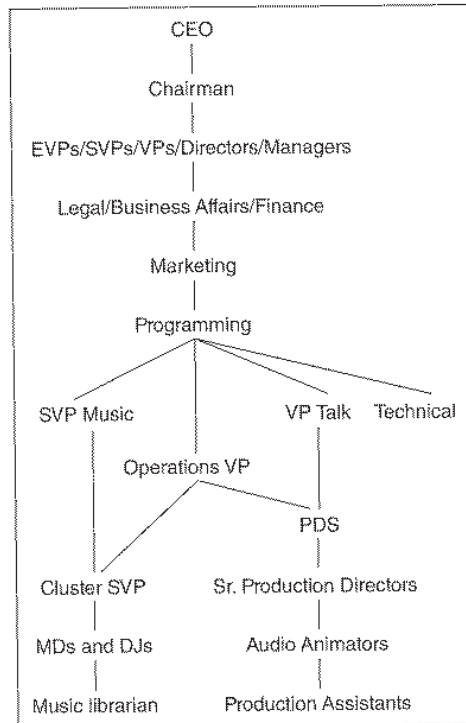 CEO
Chairman
EVPs/SVPs/VPs/Directors/Managers
Legal/Business Affairs/Finance
Marketing
Programming
SVP Music
VP Talk
Technical
Operations VP
PDS
Cluster SVP
Sr. Production Directors
MDs and DJs
Audio Animators
Music librarian
Production Assistants